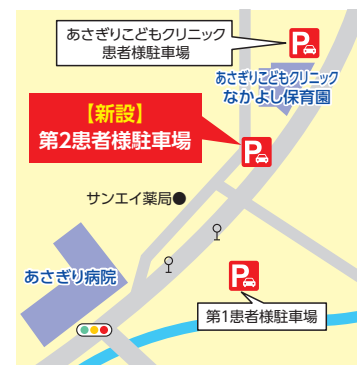 あさぎりこどもクリニック
患者様駐車場
P
あさぎりこどもクリニック
なかよし保育園
【新設】
第2患者様駐車場
P
サンエイ薬局●
あさぎり病院
P
第1患者様駐車場